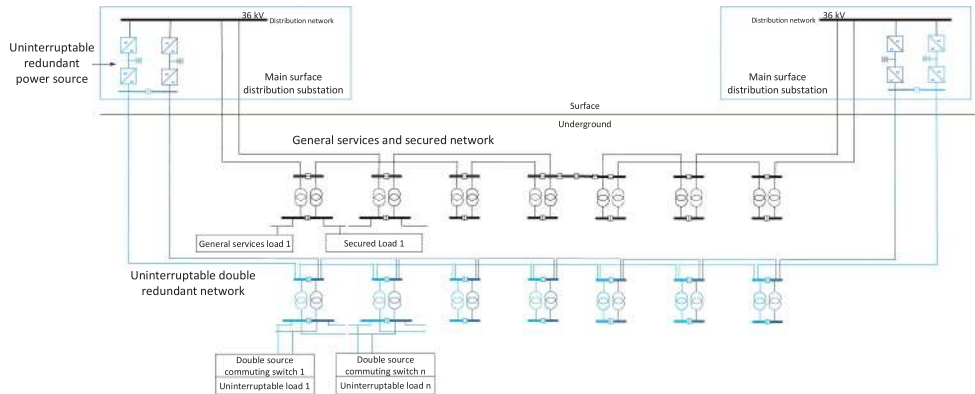 36 kV
Distribution network
Uninterruptable
redundant
power source
Main surface
distribution substation
36 kV
Distribution network
Main surface
distribution substation
Surface
Underground
General services and secured network
General services load 1
Secured Load 1
Uninterruptable double
redundant network
Double source
commuting switch 1
Uninterruptable load 1
Double source
commuting switch n
Uninterruptable load n